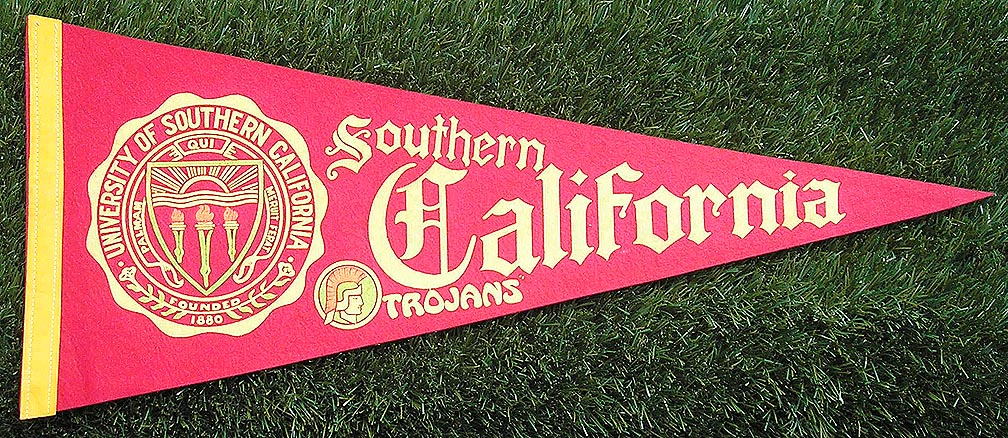 UNIVERSITY OF SOUTHERN CALIFORNIA
QUI
PALMAM
MERUIT FERAT
FOUNDED
1880
Southern
California
TROJANS